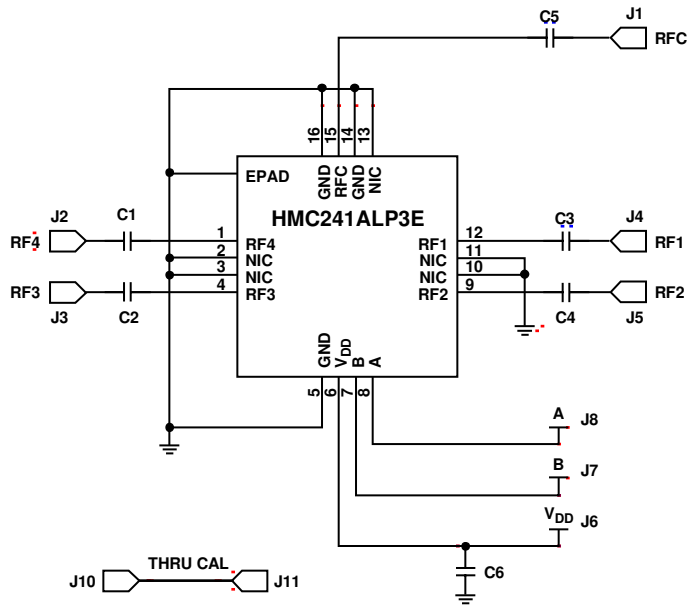 C5
J1
RFC
16
15
14
13
GND
RFC
GND
NIC
EPAD
HMC241ALP3E
J2
C1
RF4
1
RF4
2
NIC
3
NIC
4
RF3
RF3
J3
C2
RF1
12
NIC
11
NIC
10
RF2
9
C3
J4
RF1
RF2
C4
J5
GND
VDD
B
A
5
6
7
8
A
J8
B
J7
VDD
J6
C6
THRU CAL
J10
J11